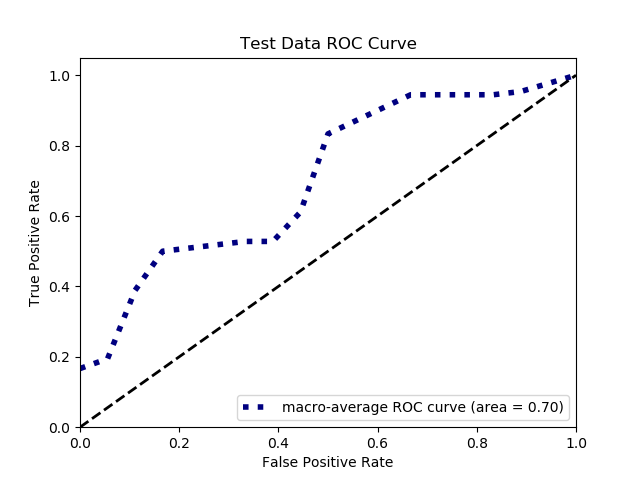 Test Data ROC Curve
True Positive Rate
1.0
0.8
0.6
0.4
0.2
0.0
macro-average ROC curve (area = 0.70)
0.0 0.2 0.4 0.6 0.8 1.0
False Positive Rate